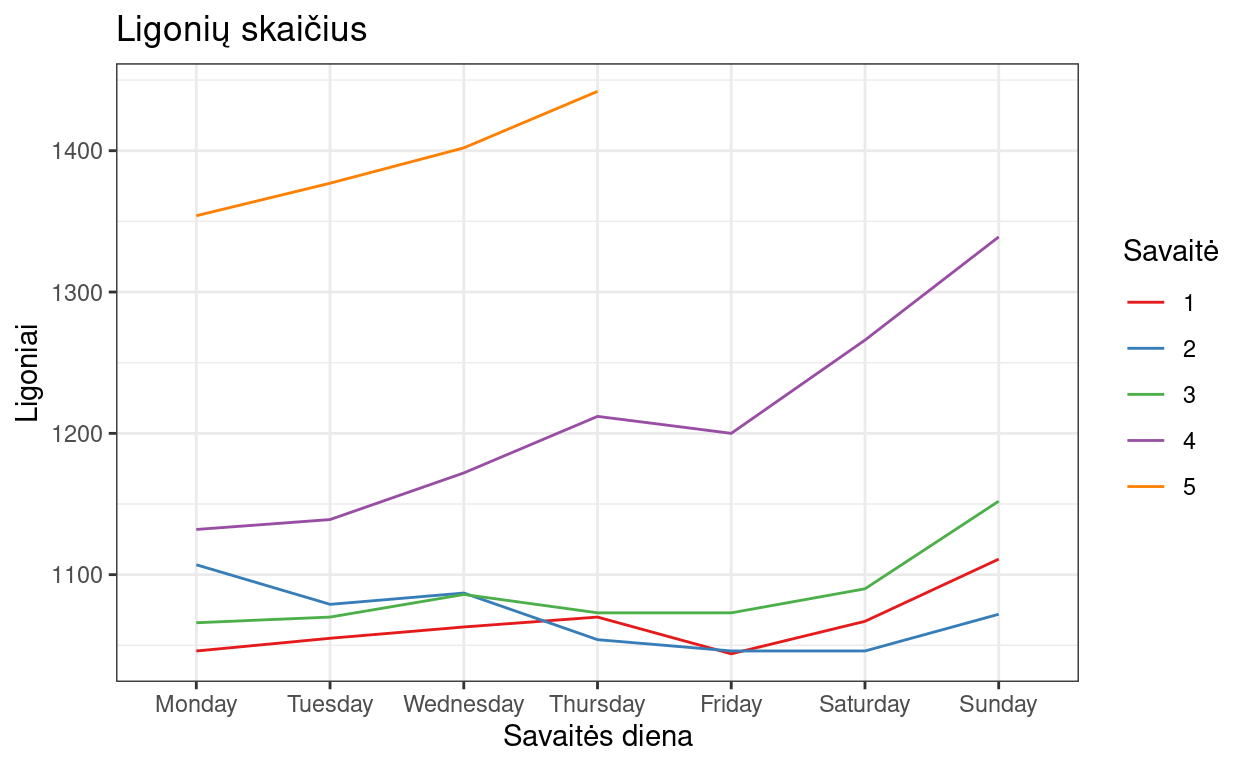 Ligonių skaičius
Ligoniai
1400
1300
1200
1100
Monday Tuesday Wednesday Thursday Friday Saturday Sunday
Savaitės diena
Savaitė
1
2
3
4
5